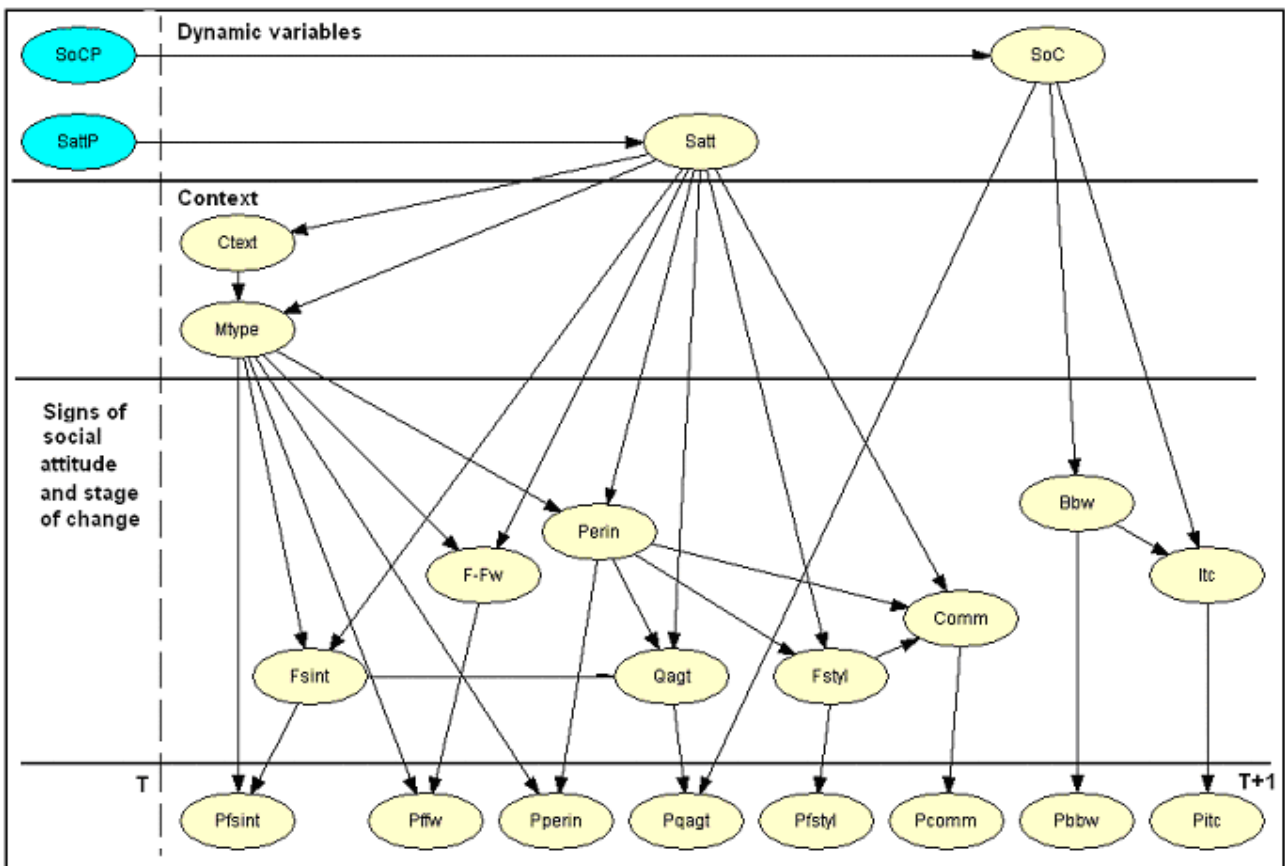 Dynamic variables
SoCP
SoC
SattP
Satt
Context
Ctext
Mtype
Signs of
social
attitude
and stage
of change
Bbw
Perin
F-Fw
Itc
Comm
Fsint
Qagt
Fstyl
T
T+1
Pfsint
Pffw
Pperin
Pqagt
Pfstyl
Pcomm
Pbbw
Pitc